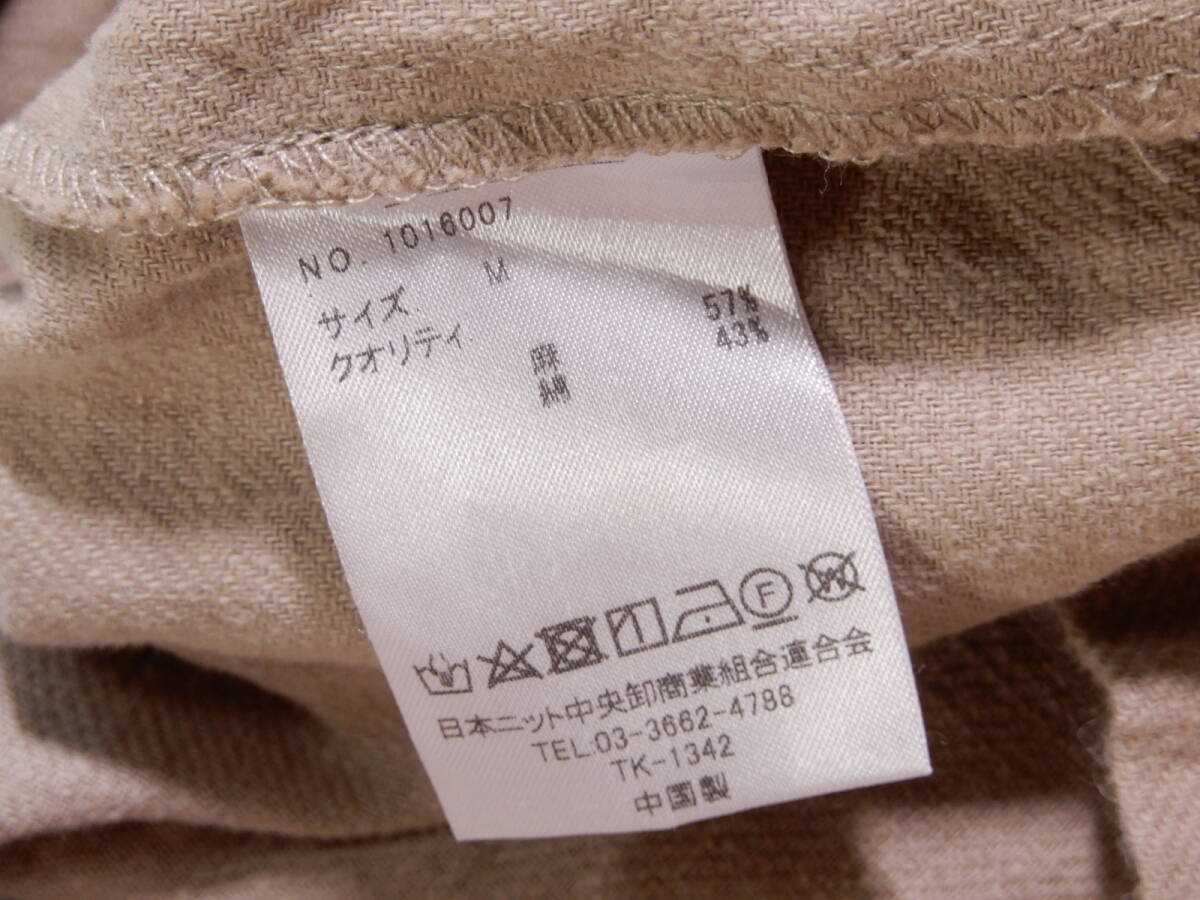 NO. 1016007
サイズ M
クオリティ 麻 57%
綿 43%
F W
日本ニット中央卸商業組合連合会
TEL:03-3662-4786
TK-1342
中国製